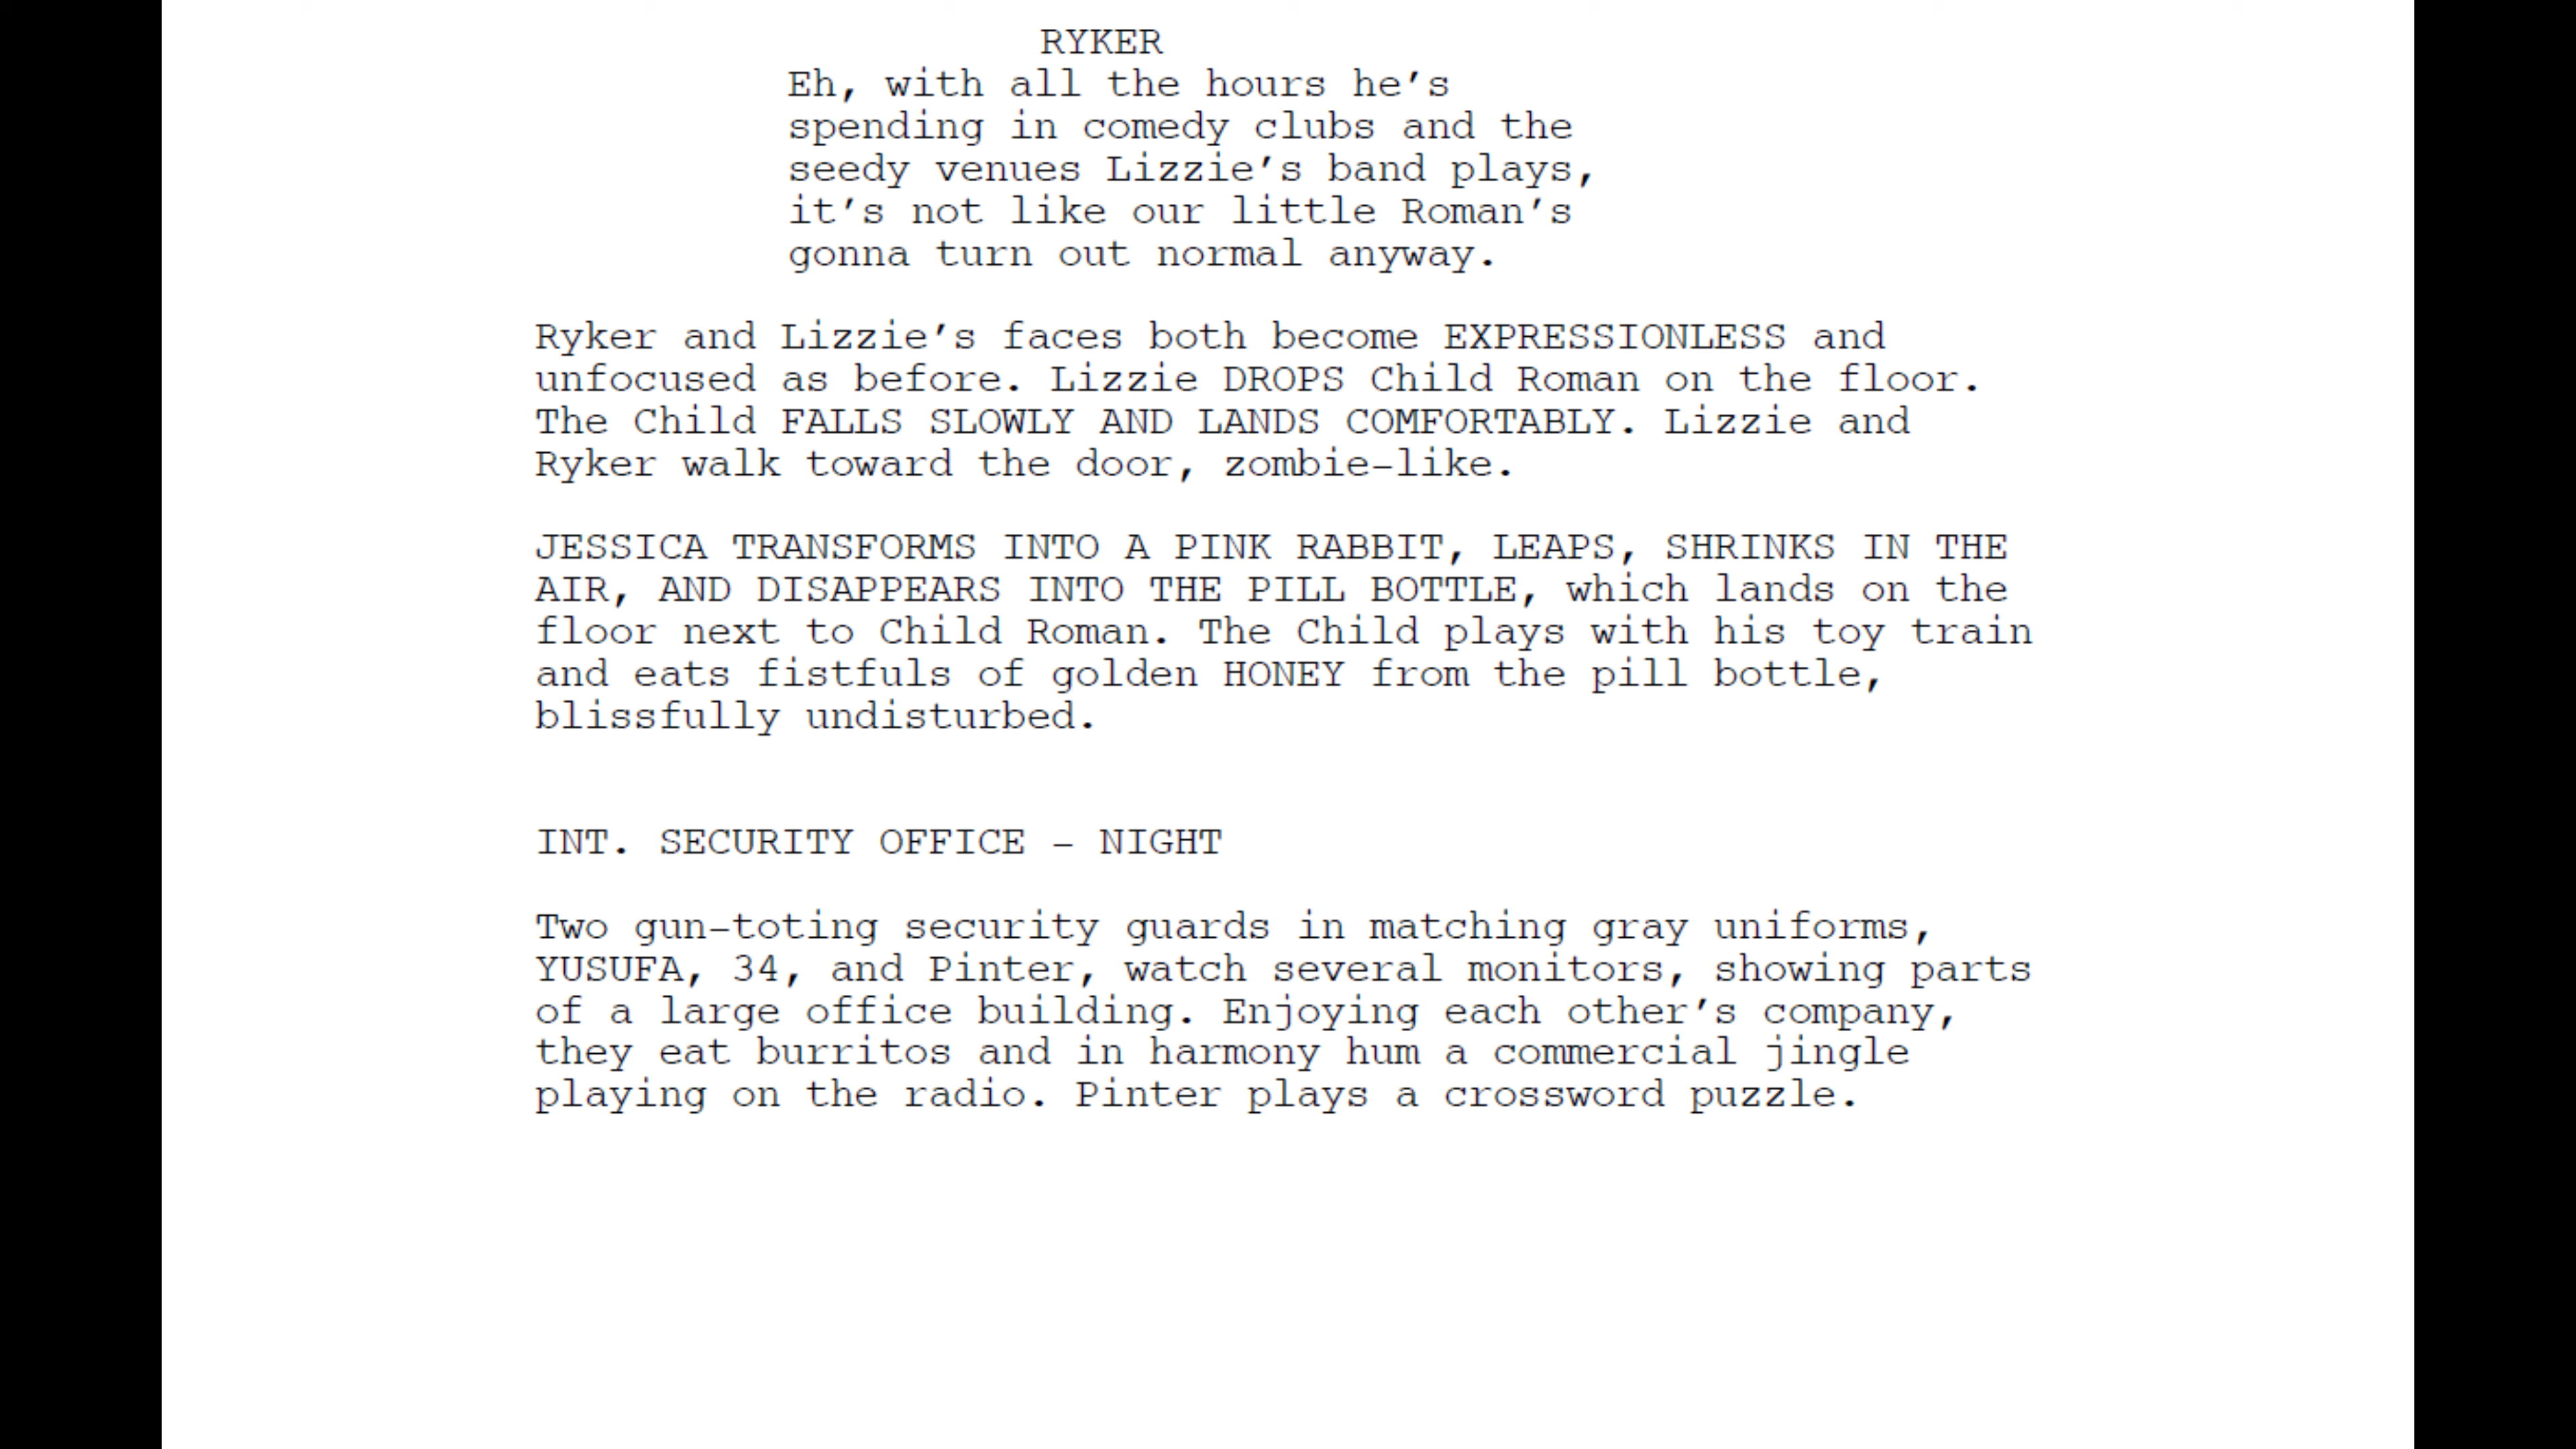 RYKER
Eh, with all the hours he’s
spending in comedy clubs and the
seedy venues Lizzie’s band plays,
it’s not like our little Roman’s
gonna turn out normal anyway.
Ryker and Lizzie’s faces both become EXPRESSIONLESS and
unfocused as before. Lizzie DROPS Child Roman on the floor.
The Child FALLS SLOWLY AND LANDS COMFORTABLY. Lizzie and
Ryker walk toward the door, zombie-like.
JESSICA TRANSFORMS INTO A PINK RABBIT, LEAPS, SHRINKS IN THE
AIR, AND DISAPPEARS INTO THE PILL BOTTLE, which lands on the
floor next to Child Roman. The Child plays with his toy train
and eats fistfuls of golden HONEY from the pill bottle,
blissfully undisturbed.
INT. SECURITY OFFICE - NIGHT
Two gun-toting security guards in matching gray uniforms,
YUSUFA, 34, and Pinter, watch several monitors, showing parts
of a large office building. Enjoying each other’s company,
they eat burritos and in harmony hum a commercial jingle
playing on the radio. Pinter plays a crossword puzzle.